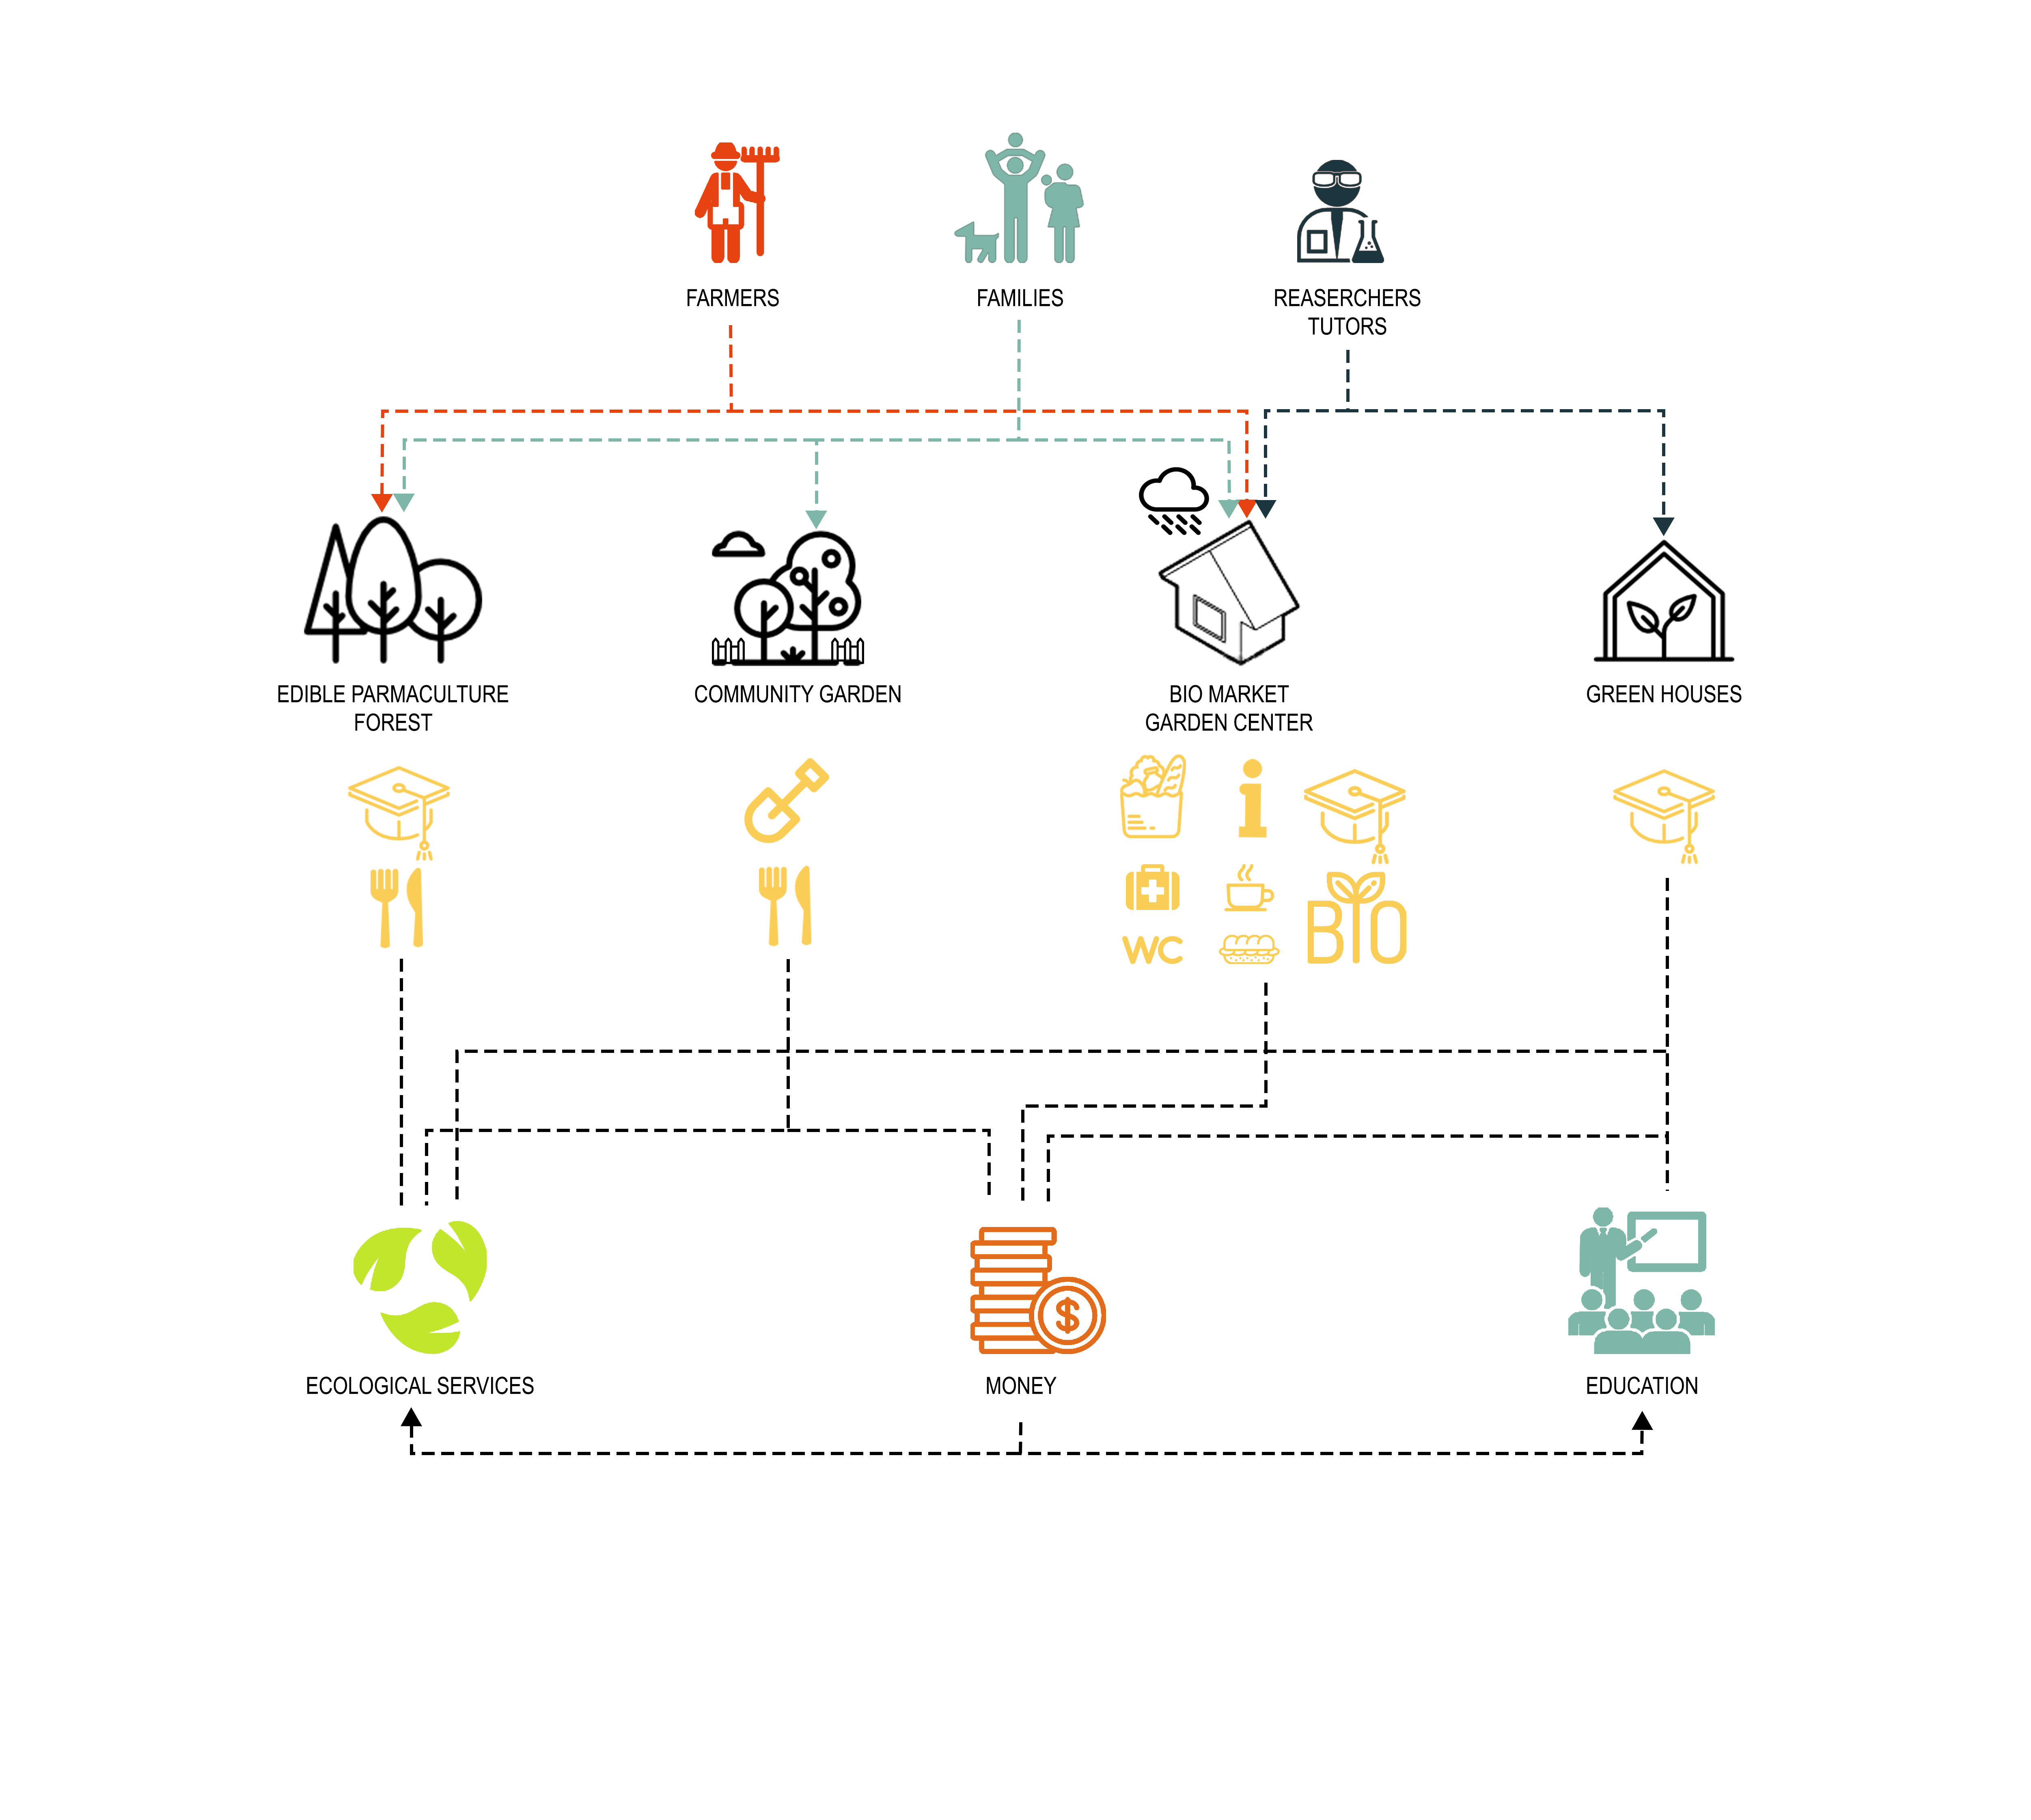 FARMERS
FAMILIES
REASERCHERS
TUTORS
EDIBLE PARMACULTURE
FOREST
COMMUNITY GARDEN
BIO MARKET
GARDEN CENTER
GREEN HOUSES
i
WC
BIO
ECOLOGICAL SERVICES
$
MONEY
EDUCATION